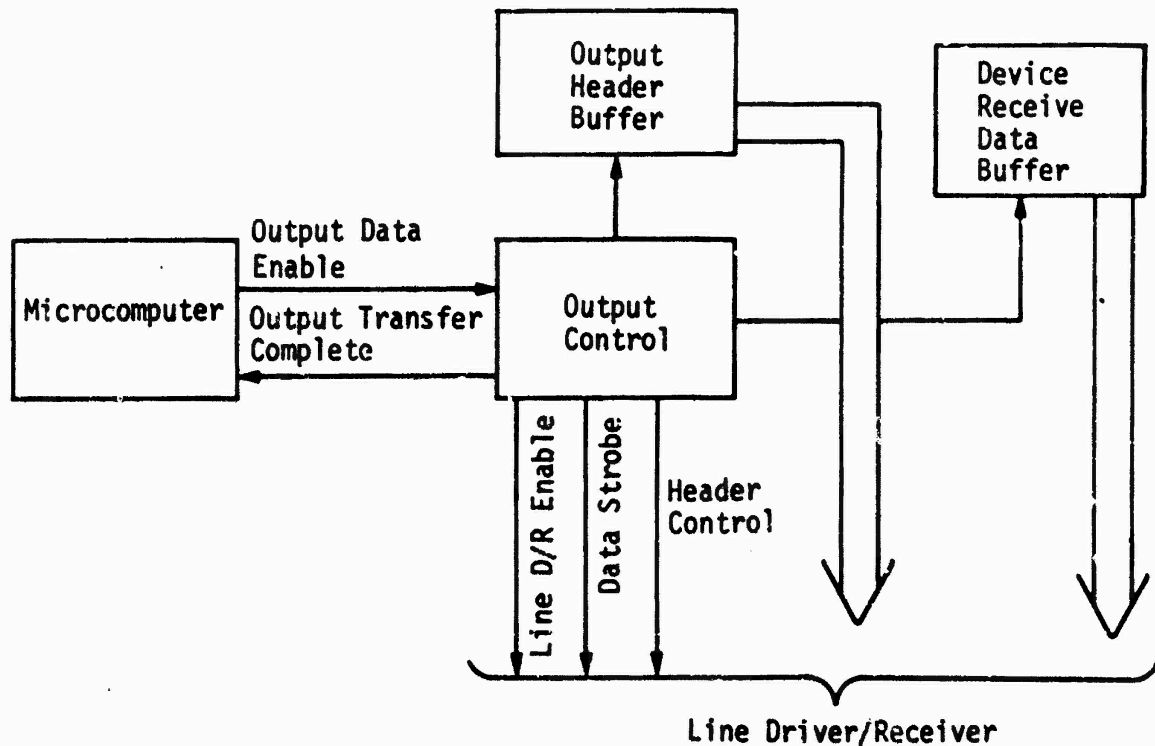 Output
Header
Buffer
Device
Receive
Data
Buffer
Output Data
Enable
Microcomputer
Output Transfer
Complete
Output
Control
Line D/R Enable
Data Strobe
Header
Control
Line Driver/Receiver